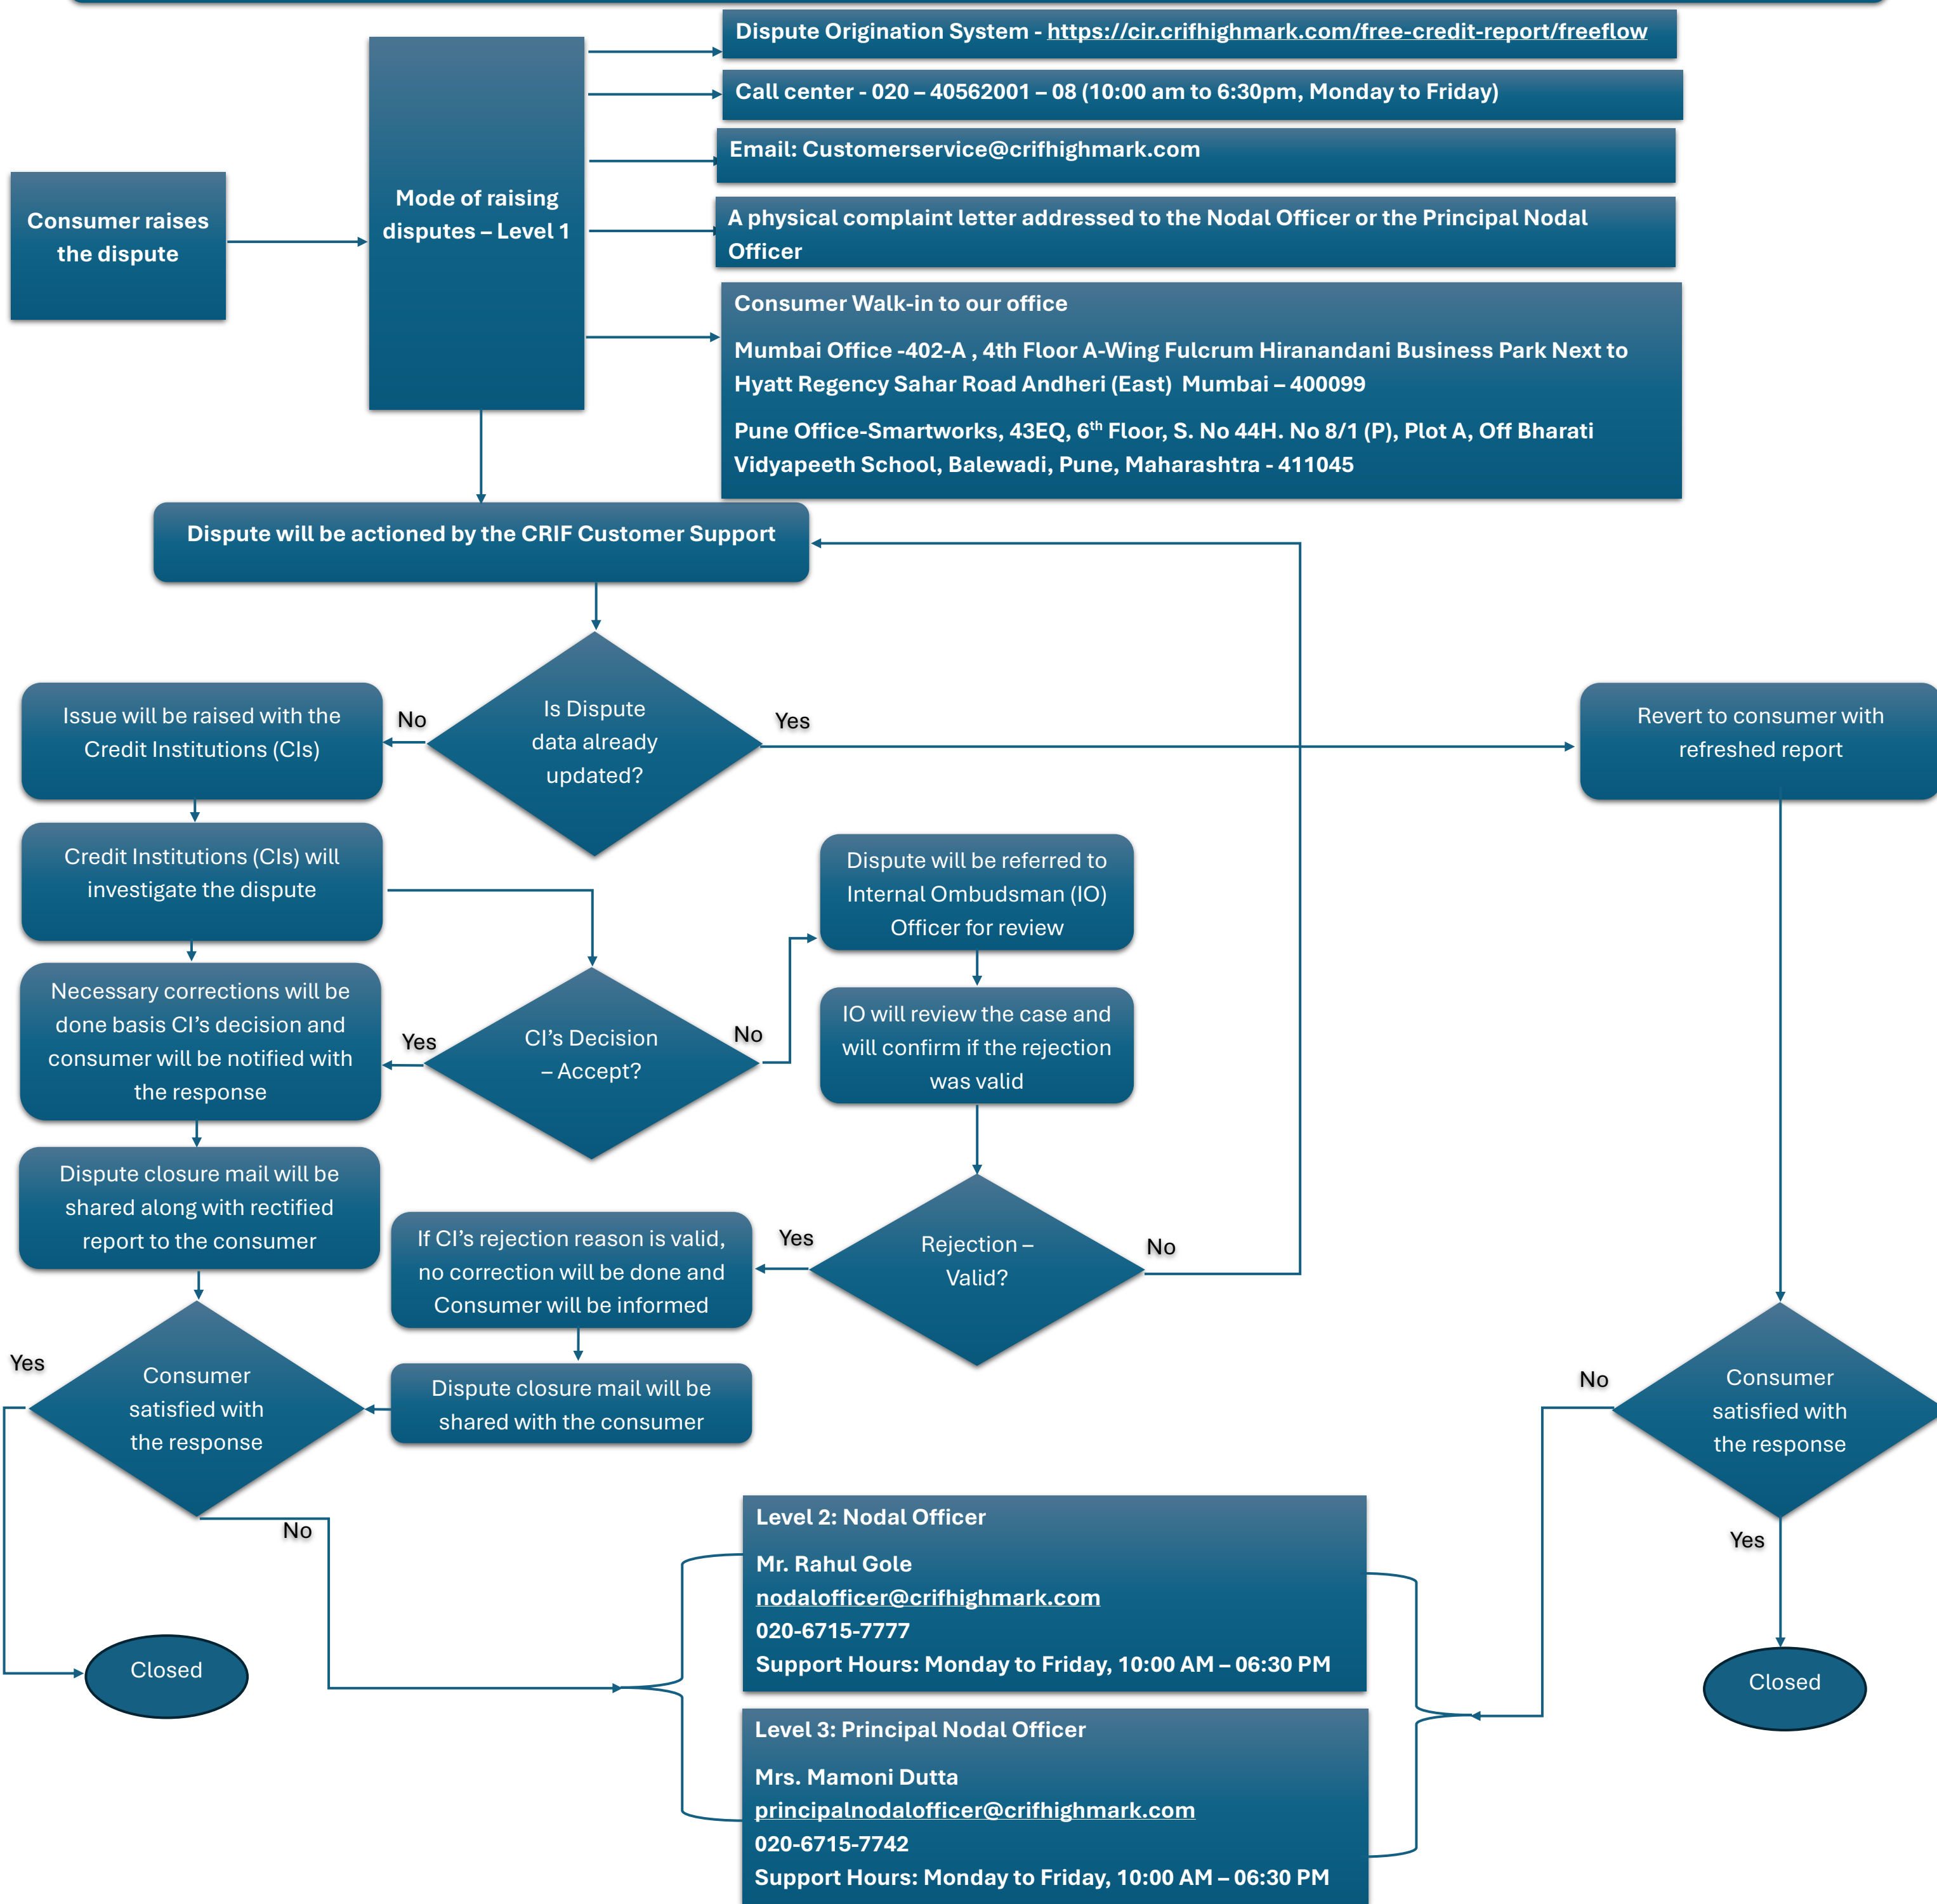 Dispute Origination System - https://cir.crifhighmark.com/free-credit-report/freeflow
Call center - 020 – 40562001 – 08 (10:00 am to 6:30pm, Monday to Friday)
Email: Customerservice@crifhighmark.com
A physical complaint letter addressed to the Nodal Officer or the Principal Nodal
Officer
Consumer raises
the dispute
Mode of raising
disputes – Level 1
Consumer Walk-in to our office
Mumbai Office -402-A , 4th Floor A-Wing Fulcrum Hiranandani Business Park Next to
Hyatt Regency Sahar Road Andheri (East)  Mumbai – 400099
Pune Office-Smartworks, 43EQ, 6th Floor, S. No 44H. No 8/1 (P), Plot A, Off Bharati
Vidyapeeth School, Balewadi, Pune, Maharashtra - 411045
Dispute will be actioned by the CRIF Customer Support
Is Dispute
data already
updated?
No
Yes
Issue will be raised with the
Credit Institutions (CIs)
Revert to consumer with
refreshed report
Credit Institutions (CIs) will
investigate the dispute
Dispute will be referred to
Internal Ombudsman (IO)
Officer for review
Necessary corrections will be
done basis CI’s decision and
consumer will be notified with
the response
Yes
CI’s Decision
– Accept?
No
IO will review the case and
will confirm if the rejection
was valid
Dispute closure mail will be
shared along with rectified
report to the consumer
If CI’s rejection reason is valid,
no correction will be done and
Consumer will be informed
Yes
Rejection –
Valid?
No
Yes
Consumer
satisfied with
the response
Dispute closure mail will be
shared with the consumer
No
Consumer
satisfied with
the response
No
Yes
Level 2: Nodal Officer
Mr. Rahul Gole
nodalofficer@crifhighmark.com
020-6715-7777
Support Hours: Monday to Friday, 10:00 AM – 06:30 PM
Closed
Closed
Level 3: Principal Nodal Officer
Mrs. Mamoni Dutta
principalnodalofficer@crifhighmark.com
020-6715-7742
Support Hours: Monday to Friday, 10:00 AM – 06:30 PM